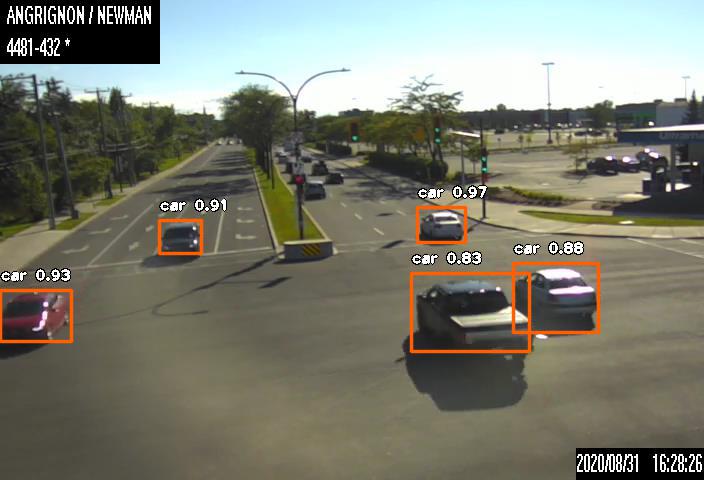 ANGRIGNON / NEWMAN
4481-432 *
car 0.91
car 0.97
car 0.88
car 0.83
car 0.93
2020/08/31 16:28:26